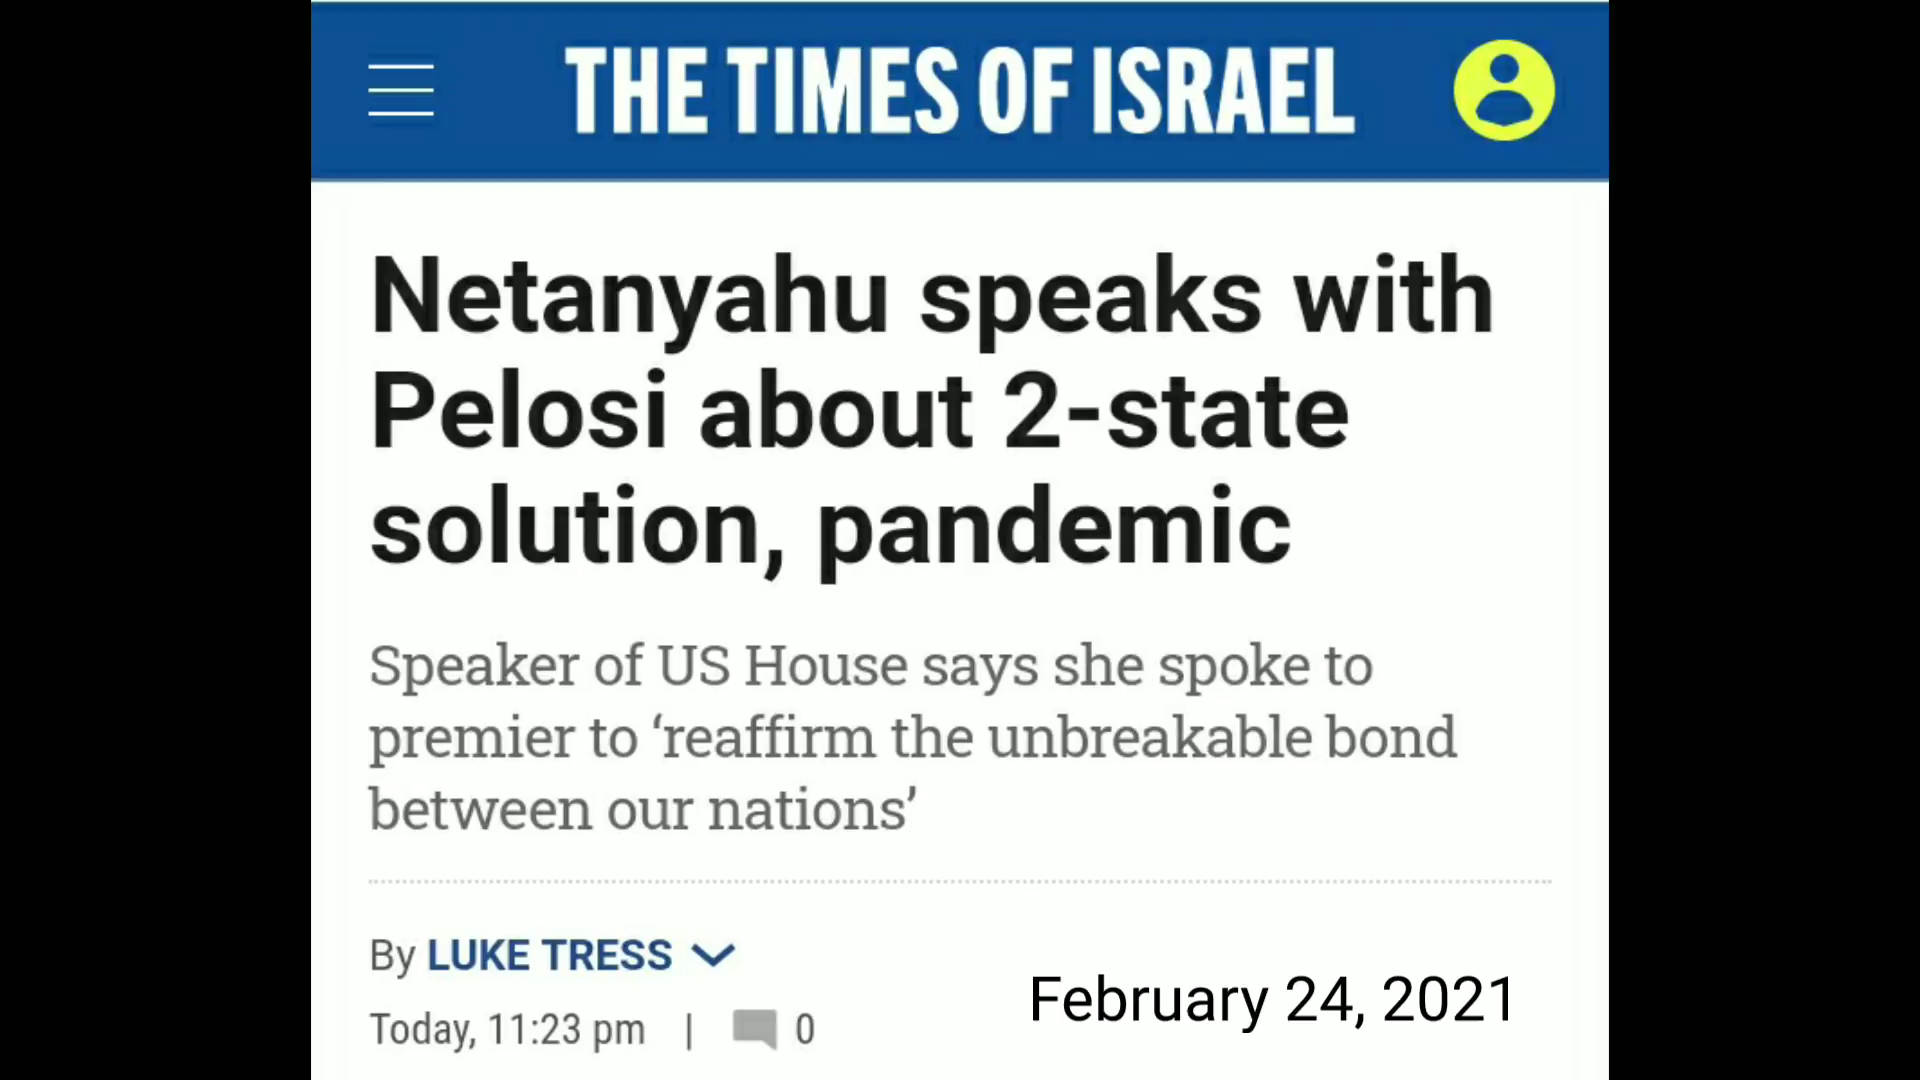 THE TIMES OF ISRAEL
Netanyahu speaks with
Pelosi about 2-state
solution, pandemic
Speaker of US House says she spoke to
premier to ‘reaffirm the unbreakable bond
between our nations’
By LUKE TRESS
Today, 11:23 pm | 0
February 24, 2021